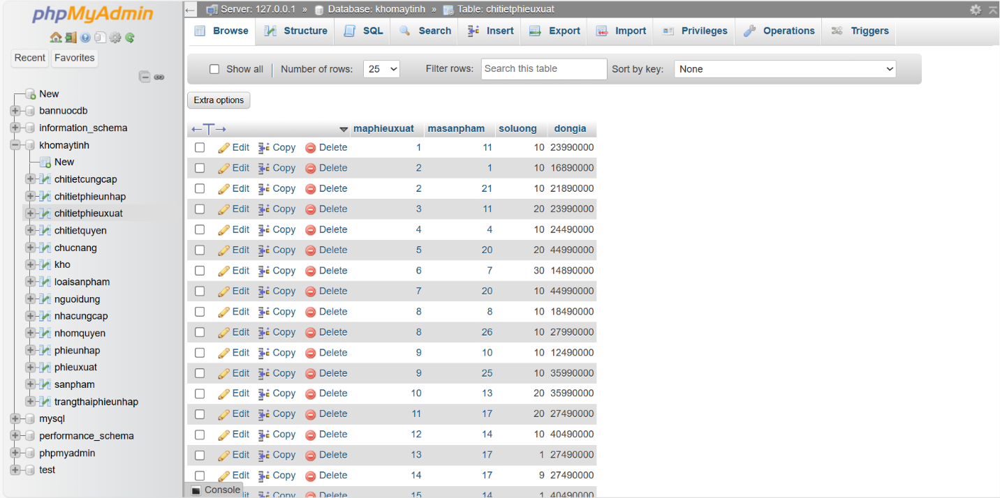 phpMyAdmin
Recent Favorites
New
bannuocdb
information_schema
khomaytinh
New
chitietcungcap
chitietphieunhap
chitietphieuxuat
chitietquyen
chucnang
kho
loaisanpham
nguoidung
nhacungcap
nhomquyen
phieunhap
phieuxuat
sanpham
trangthaiphieunhap
mysql
performance_schema
phpmyadmin
test
Server: 127.0.0.1 » Database: khomaytinh » Table: chitietphieuxuat
Browse Structure SQL Search Insert Export Import Privileges Operations Triggers
Show all Number of rows: 25 Filter rows: Search this table Sort by key: None
Extra options
←T→ maphieuxuat masanpham soluong dongia
Edit Copy Delete 1 11 10 23990000
Edit Copy Delete 2 1 10 16890000
Edit Copy Delete 2 21 10 21890000
Edit Copy Delete 3 11 20 23990000
Edit Copy Delete 4 4 10 24490000
Edit Copy Delete 5 20 20 44990000
Edit Copy Delete 6 7 30 14890000
Edit Copy Delete 7 20 10 44990000
Edit Copy Delete 8 8 10 18490000
Edit Copy Delete 8 26 10 27990000
Edit Copy Delete 9 10 10 12490000
Edit Copy Delete 9 25 10 35990000
Edit Copy Delete 10 13 20 35990000
Edit Copy Delete 11 17 20 27490000
Edit Copy Delete 12 14 10 40490000
Edit Copy Delete 13 17 1 27490000
Edit Copy Delete 14 17 9 27490000
Copy Delete 15 14 1 40490000
Console